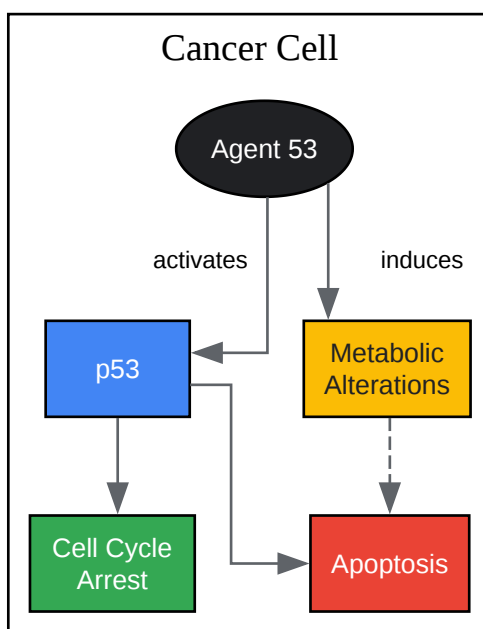 Cancer Cell
Agent 53
activates
induces
p53
Metabolic
Alterations
Cell Cycle
Arrest
Apoptosis